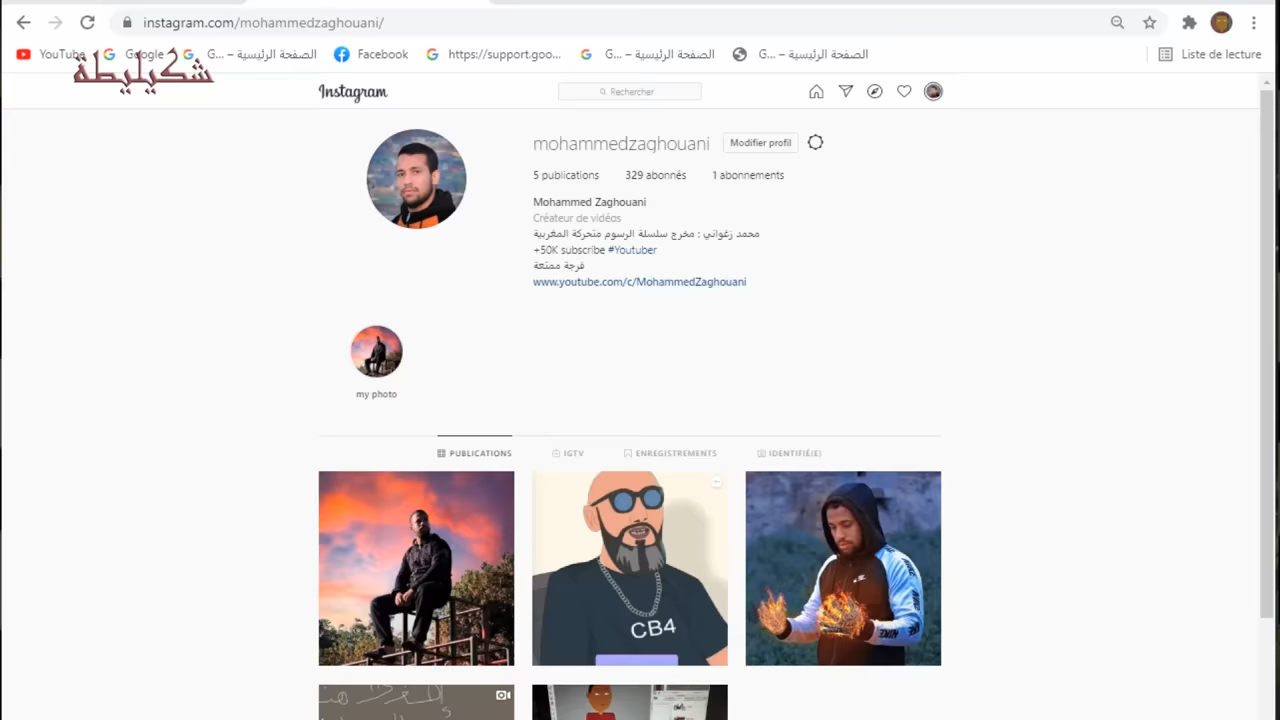 instagram.com/mohammedzaghouani/
YouTube
Google
G... – الصفحة الرئيسية
Facebook
https://support.goo...
G... – الصفحة الرئيسية
G... – الصفحة الرئيسية
Liste de lecture
شكيليطة
Instagram
Rechercher
mohammedzaghouani
Modifier profil
5 publications 329 abonnés 1 abonnements
Mohammed Zaghouani
Créateur de vidéos
محمد زغواني : مخرج سلسلة الرسوم متحركة المغربية
+50K subscribe #Youtuber
فرجة ممتعة
www.youtube.com/c/MohammedZaghouani
my photo
PUBLICATIONS
IGTV
ENREGISTREMENTS
IDENTIFIÉ(E)
CB4
NIKE